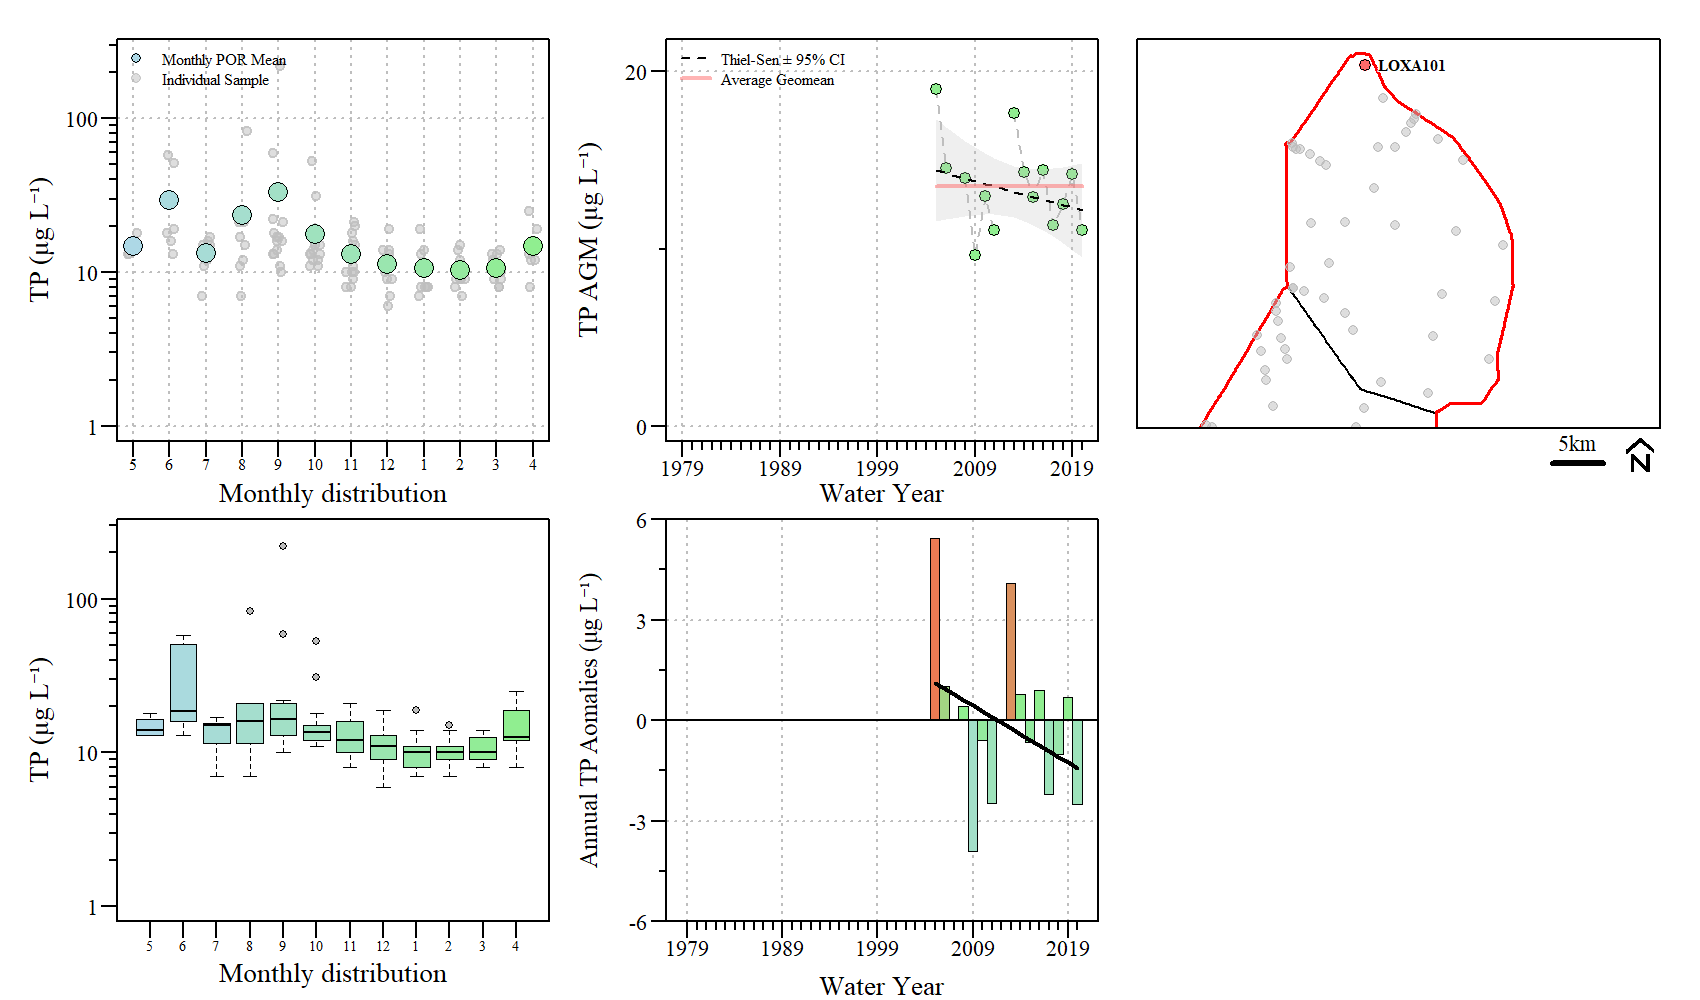 Monthly POR Mean
Individual Sample
100
10
1
TP (µg L⁻¹)
5 6 7 8 9 10 11 12 1 2 3 4
Monthly distribution
Thiel-Sen ± 95% CI
Average Geomean
20
0
TP AGM (µg L⁻¹)
1979 1989 1999 2009 2019
Water Year
LOXA101
5km
N
100
10
1
TP (µg L⁻¹)
5 6 7 8 9 10 11 12 1 2 3 4
Monthly distribution
6
3
0
-3
-6
Annual TP Aomalies (µg L⁻¹)
1979 1989 1999 2009 2019
Water Year